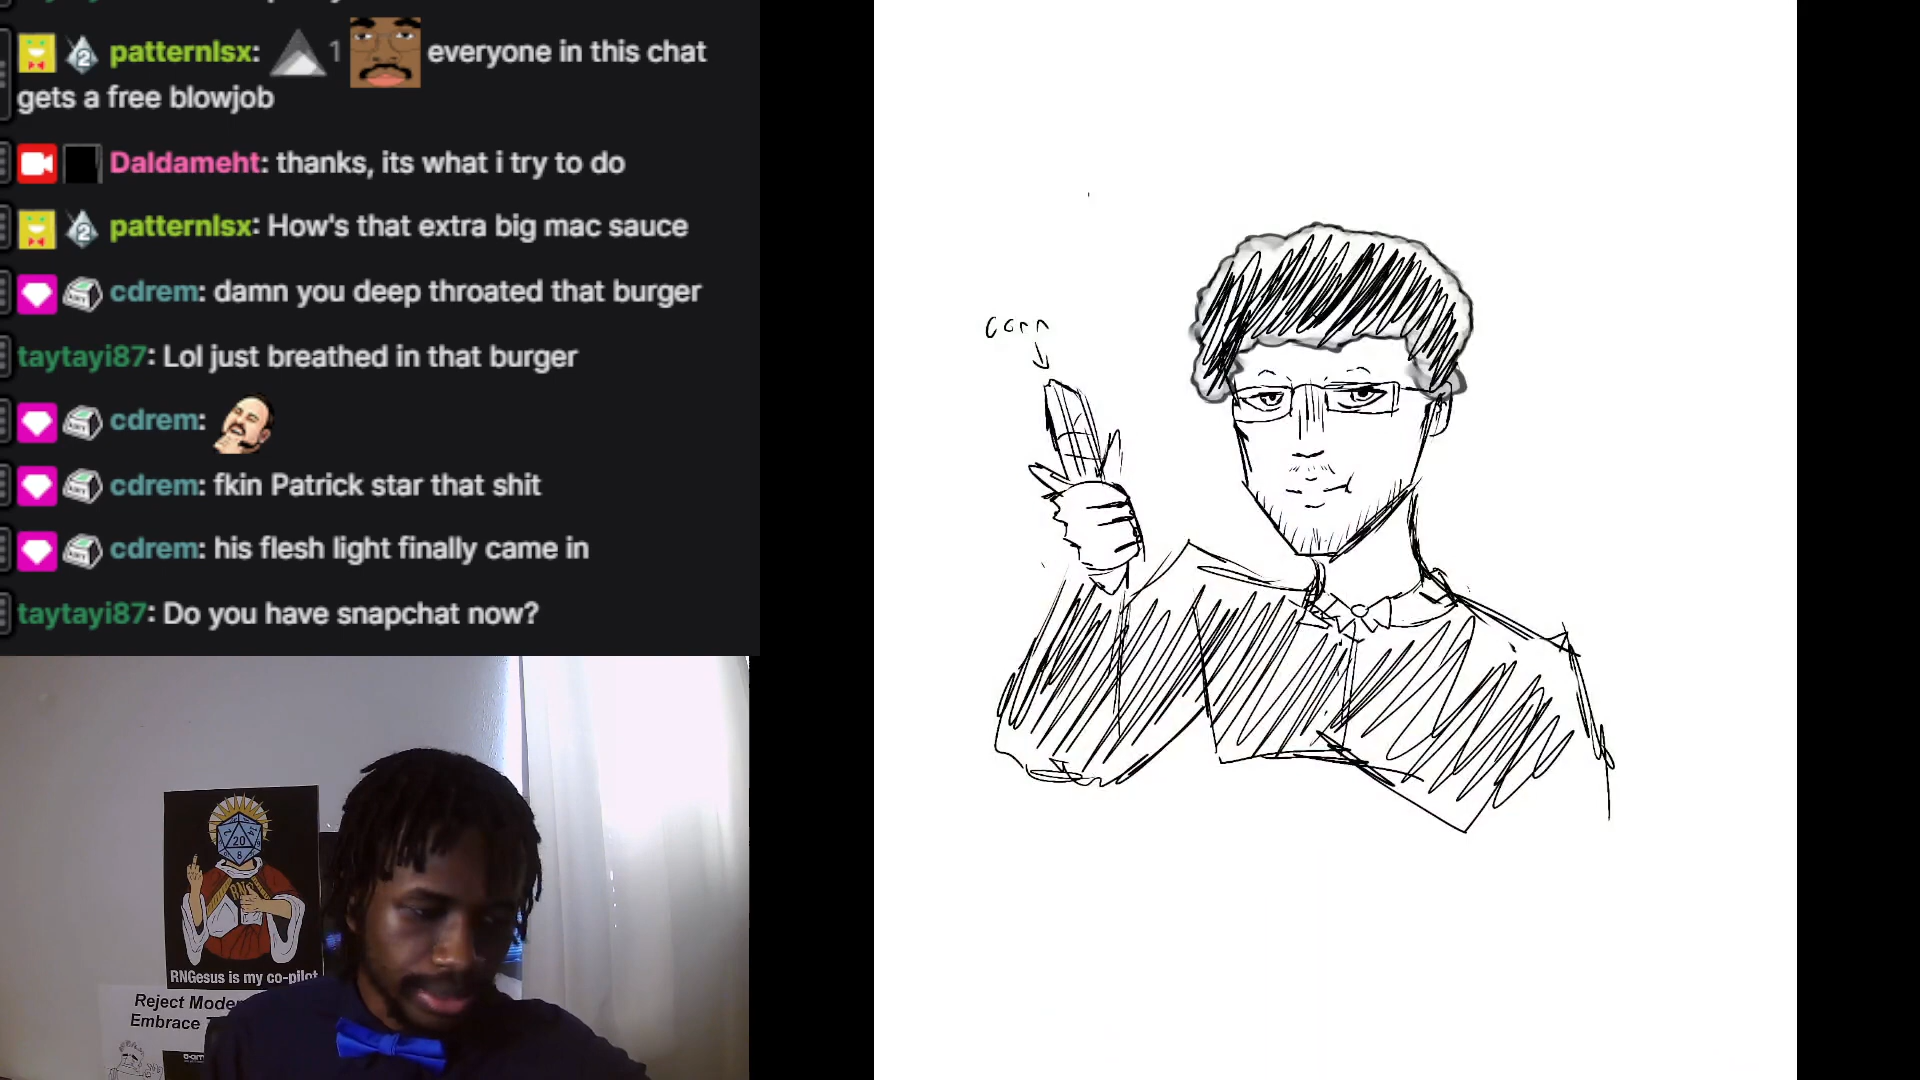 patternlsx: 1 everyone in this chat
gets a free blowjob
Daldameht: thanks, its what i try to do
patternlsx: How's that extra big mac sauce
cdrem: damn you deep throated that burger
taytayi87: Lol just breathed in that burger
cdrem:
cdrem: fkin Patrick star that shit
cdrem: his flesh light finally came in
taytayi87: Do you have snapchat now?
corn
20
8
RNGesus is my co-pilot
Reject
Embrace